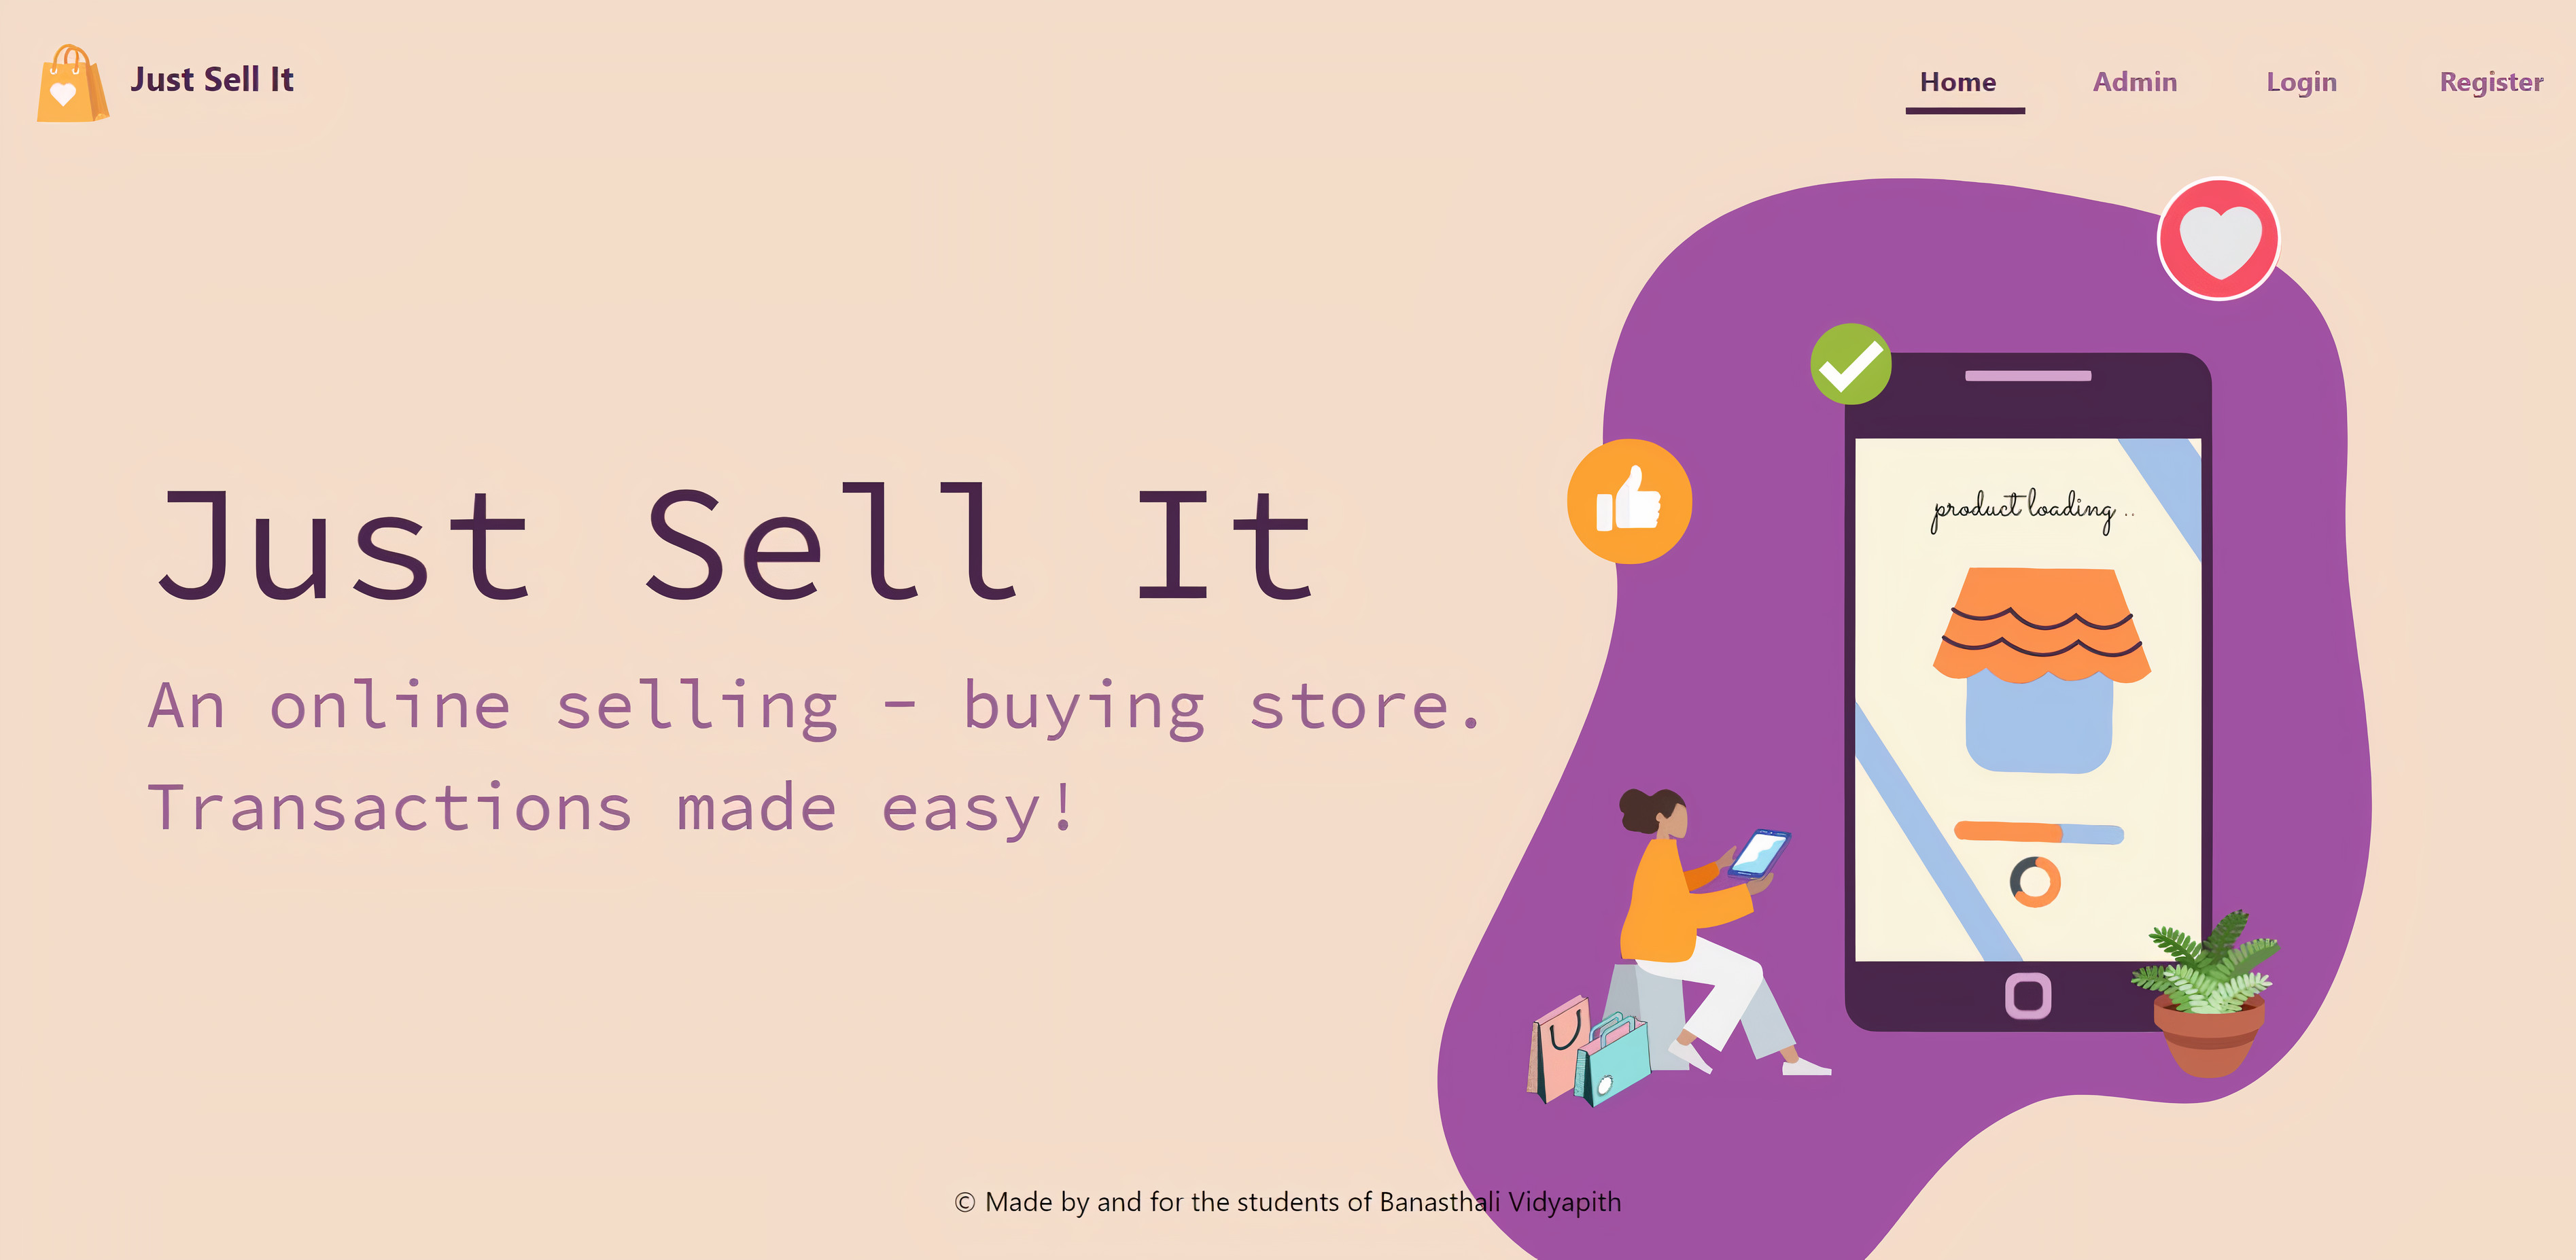 Just Sell It
Home Admin Login Register
Just Sell It
An online selling - buying store.
Transactions made easy!
product loading ..
© Made by and for the students of Banasthali Vidyapith